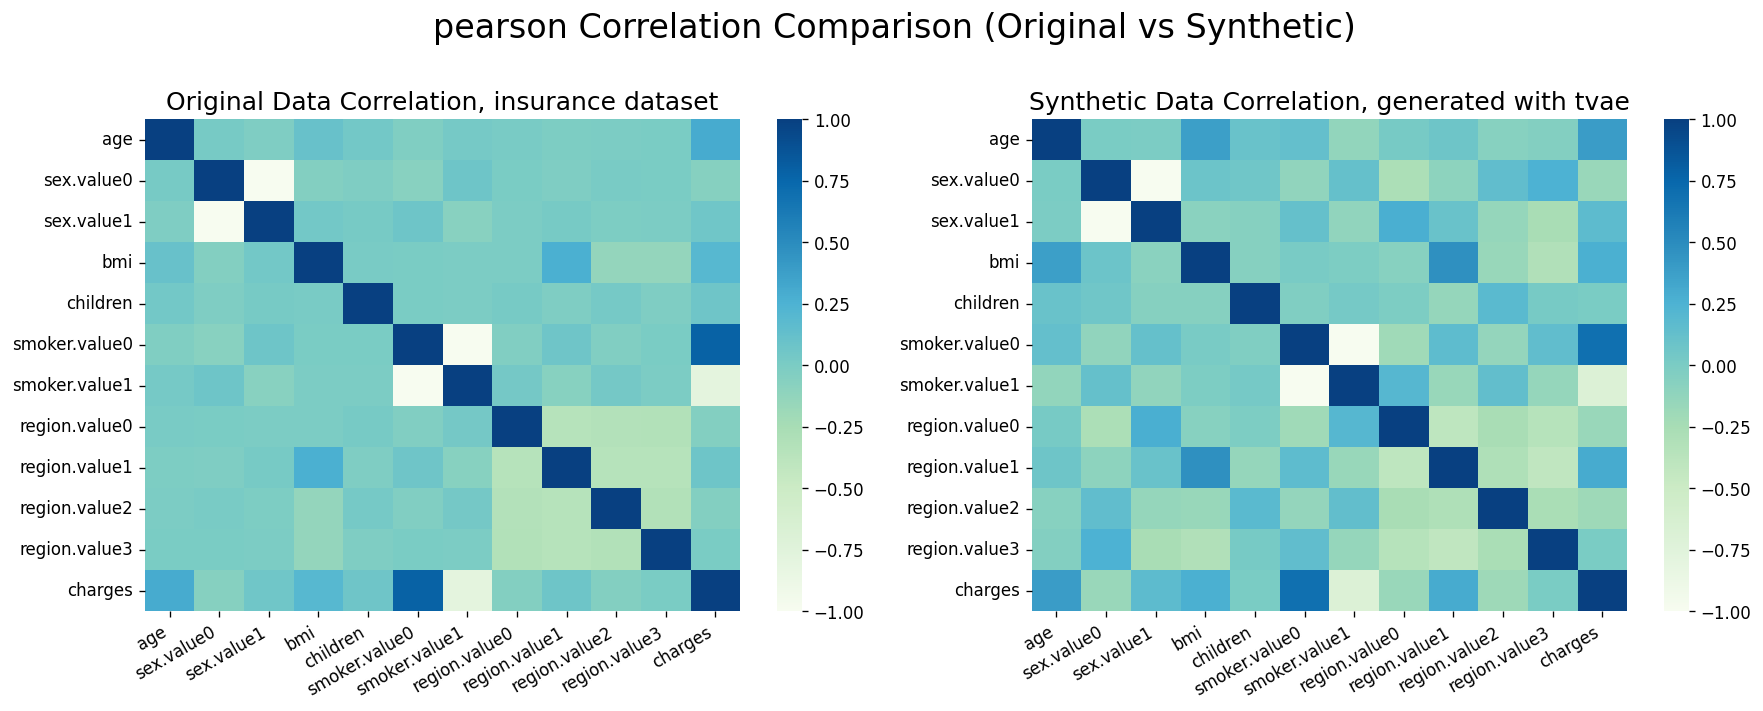 pearson Correlation Comparison (Original vs Synthetic)
Original Data Correlation, insurance dataset
age
sex.value0
sex.value1
bmi
children
smoker.value0
smoker.value1
region.value0
region.value1
region.value2
region.value3
charges
age
sex.value0
sex.value1
bmi
children
smoker.value0
smoker.value1
region.value0
region.value1
region.value2
region.value3
charges
1.00
0.75
0.50
0.25
0.00
−0.25
−0.50
−0.75
−1.00
Synthetic Data Correlation, generated with tvae
age
sex.value0
sex.value1
bmi
children
smoker.value0
smoker.value1
region.value0
region.value1
region.value2
region.value3
charges
age
sex.value0
sex.value1
bmi
children
smoker.value0
smoker.value1
region.value0
region.value1
region.value2
region.value3
charges
1.00
0.75
0.50
0.25
0.00
−0.25
−0.50
−0.75
−1.00